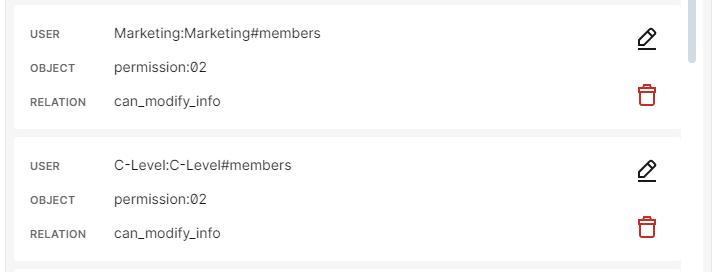 USER Marketing:Marketing#members
OBJECT permission:02
RELATION can_modify_info
USER C-Level:C-Level#members
OBJECT permission:02
RELATION can_modify_info